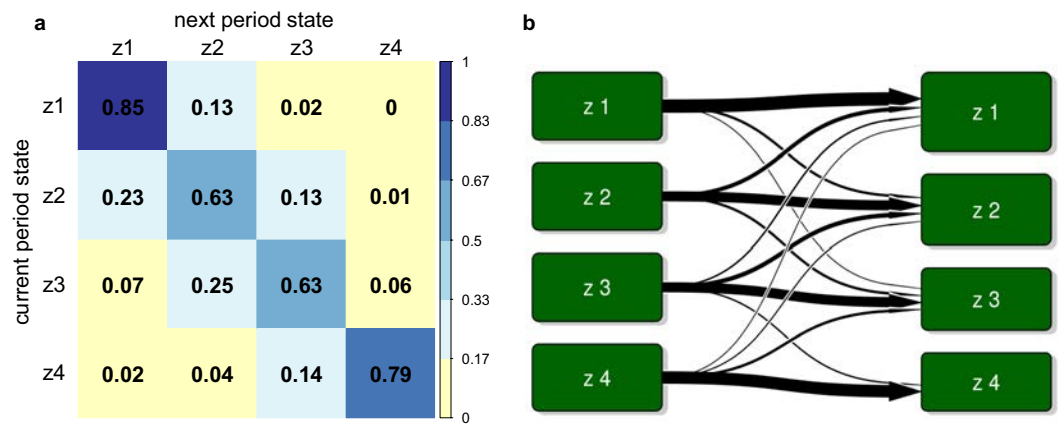 a
next period state
z1 z2 z3 z4
current period state
z1 0.85 0.13 0.02 0
z2 0.23 0.63 0.13 0.01
z3 0.07 0.25 0.63 0.06
z4 0.02 0.04 0.14 0.79
1
0.83
0.67
0.5
0.33
0.17
0
b
z 1
z 2
z 3
z 4
z 1
z 2
z 3
z 4